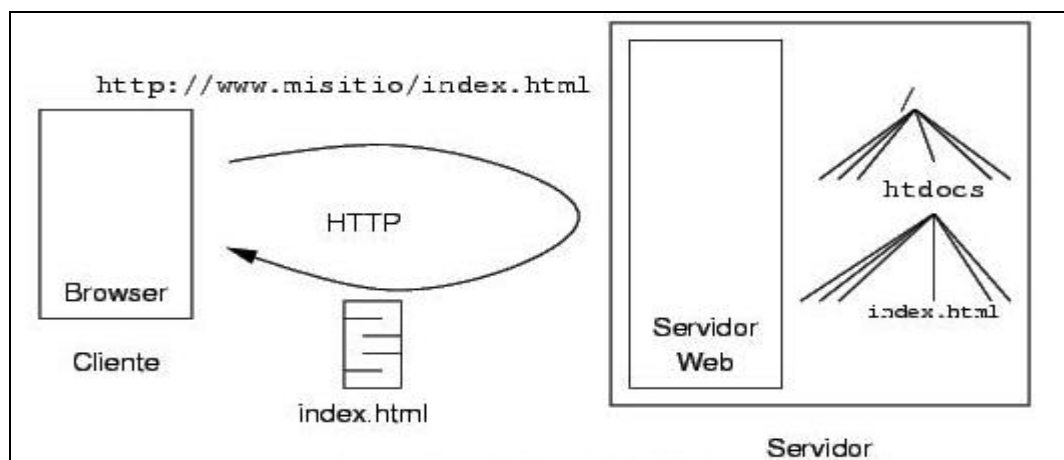 http://www.misitio/index.html
/
HTTP
htdocs
Browser
index.html
Servidor
Web
Cliente
index.html
Servidor